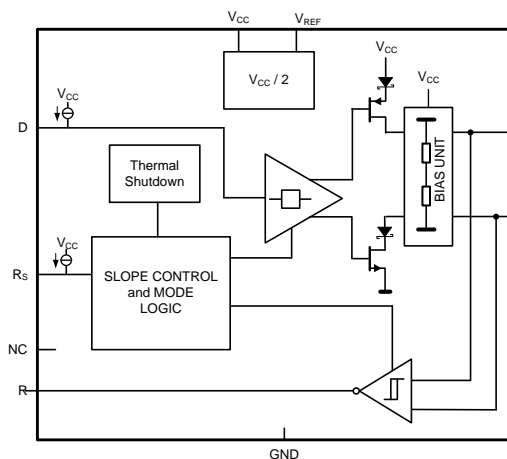 VCC
VREF
VCC / 2
VCC
VCC
VCC
D
BIAS UNIT
Thermal
Shutdown
VCC
RS
SLOPE CONTROL
and MODE
LOGIC
NC
R
GND